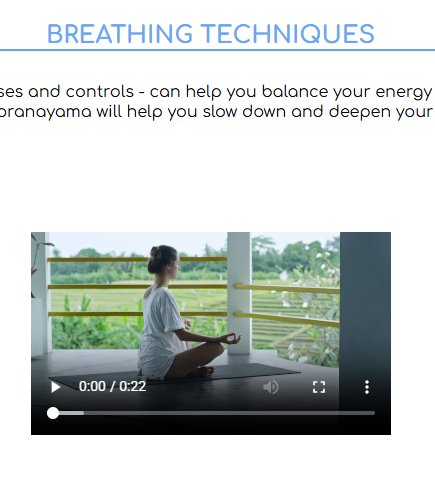 BREATHING TECHNIQUES
ses and controls - can help you balance your energy
pranayama will help you slow down and deepen your
0:00 / 0:22